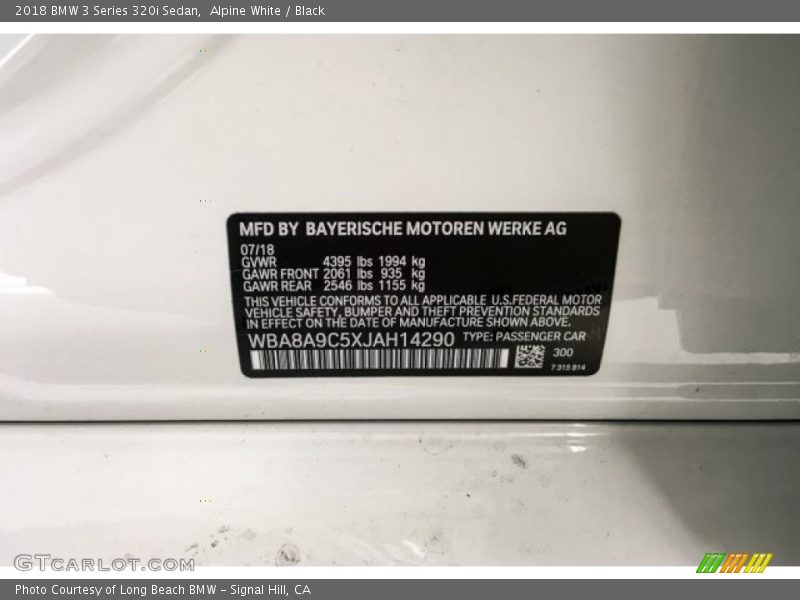 2018 BMW 3 Series 320i Sedan,  Alpine White / Black
MFD BY BAYERISCHE MOTOREN WERKE AG
07/18
GVWR 4395 lbs 1994 kg
GAWR FRONT 2061 lbs 935 kg
GAWR REAR 2546 lbs 1155 kg
THIS VEHICLE CONFORMS TO ALL APPLICABLE U.S.FEDERAL MOTOR
VEHICLE SAFETY, BUMPER AND THEFT PREVENTION STANDARDS
IN EFFECT ON THE DATE OF MANUFACTURE SHOWN ABOVE.
WBA8A9C5XJAH14290 TYPE: PASSENGER CAR
300
7 315 814
GTcarlot.com
Photo Courtesy of Long Beach BMW - Signal Hill, CA